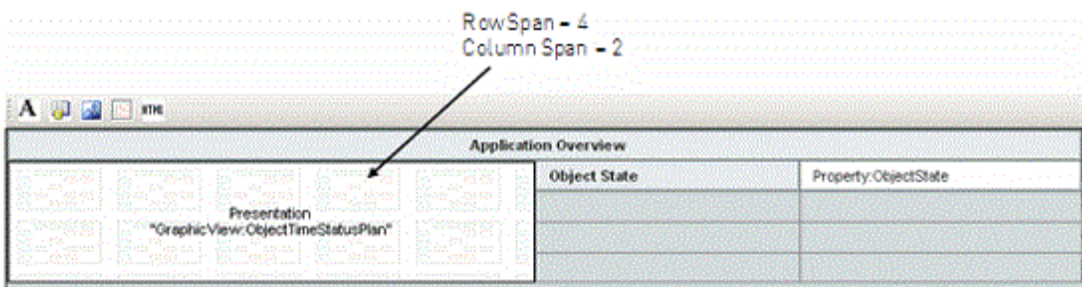 RowSpan – 4
Column Span – 2
A HTML
Application Overview
Presentation
"GraphicView:ObjectTimeStatusPlan"
Object State
Property:ObjectState